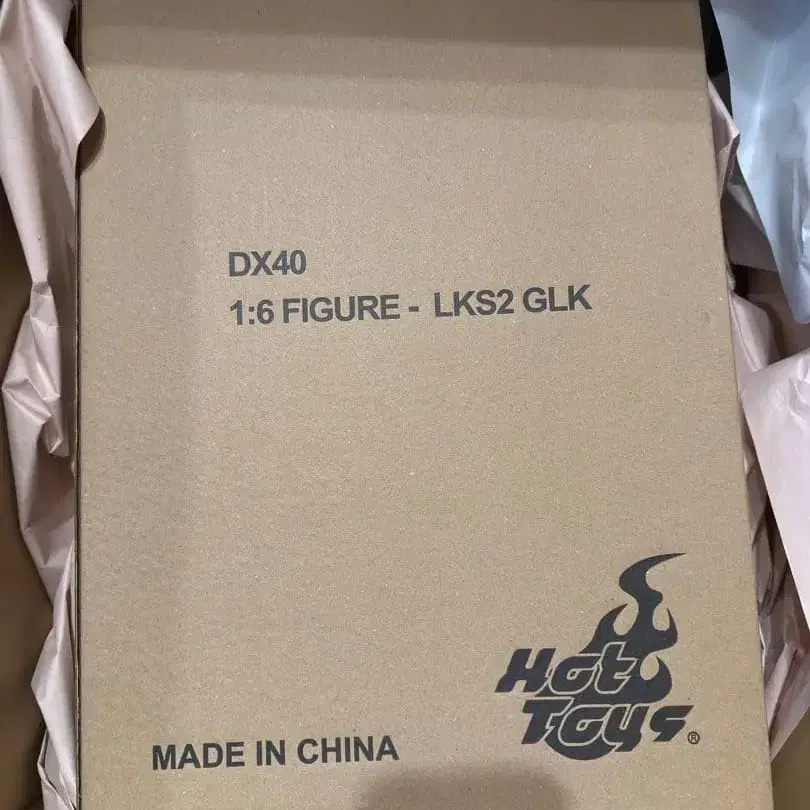 DX40
1:6 FIGURE - LKS2 GLK
Hot
Toys®
MADE IN CHINA